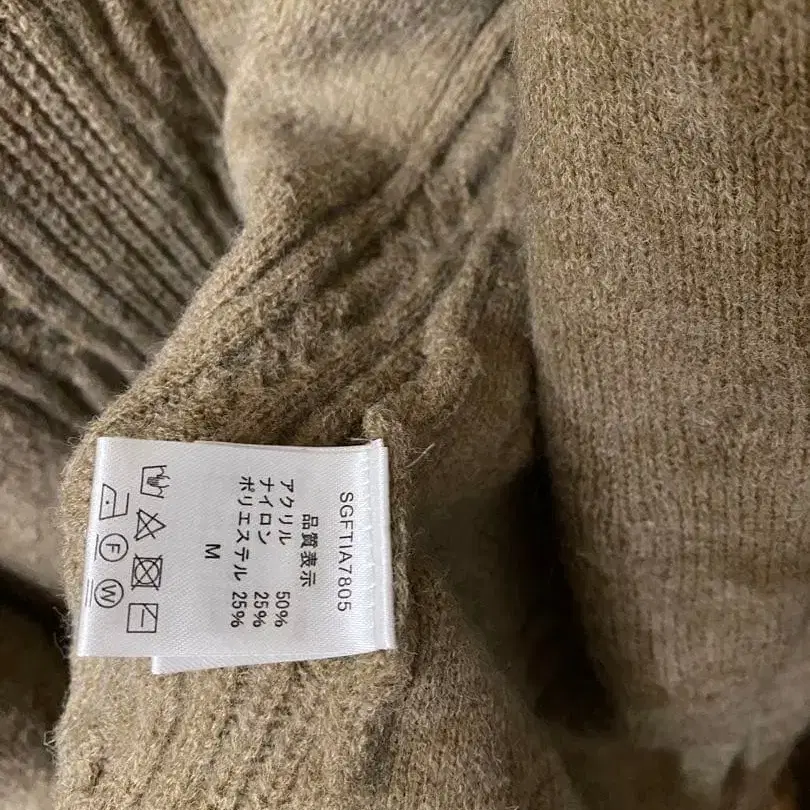 SGFTIA7805
品質表示
アクリル 50%
ナイロン 25%
ポリエステル 25%
M
F
W